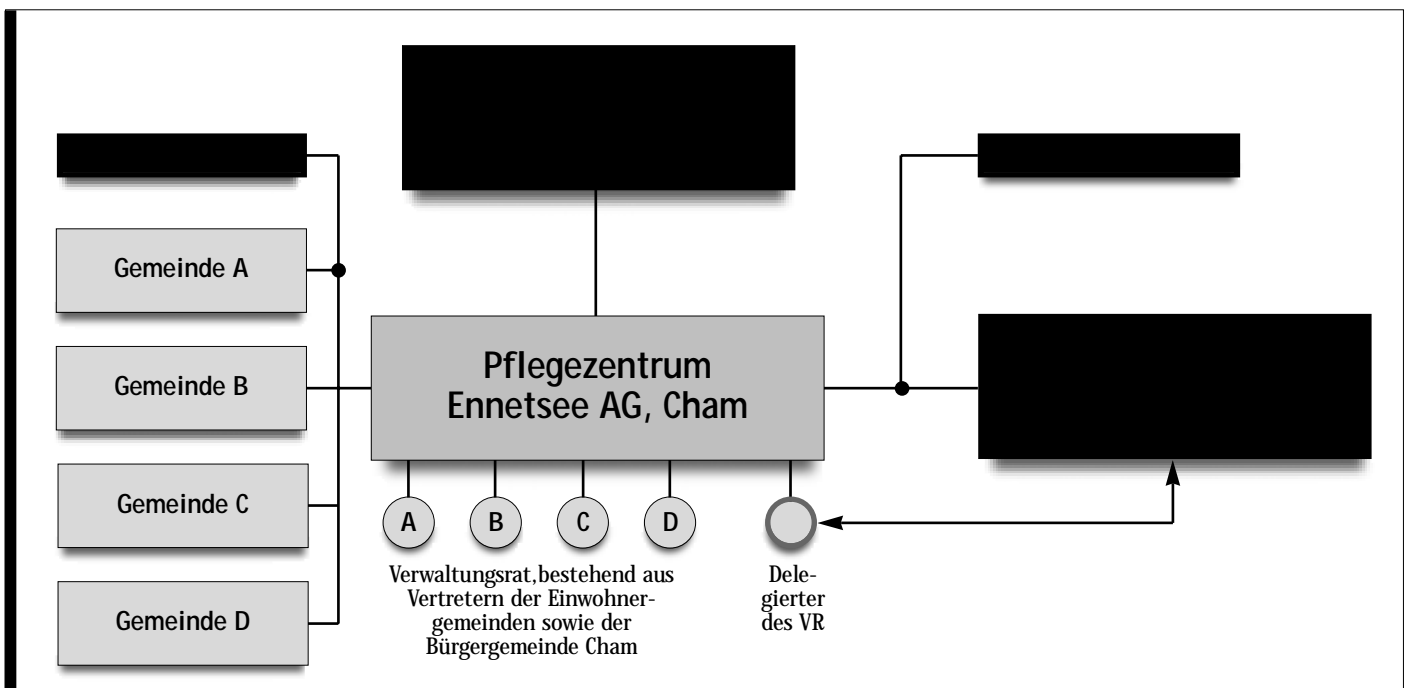 Gemeinde A
Gemeinde B
Gemeinde C
Gemeinde D
Pflegezentrum
Ennetsee AG, Cham
A
B
C
D
Verwaltungsrat,bestehend aus
Vertretern der Einwohner-
gemeinden sowie der
Bürgergemeinde Cham
Dele-
gierter
des VR